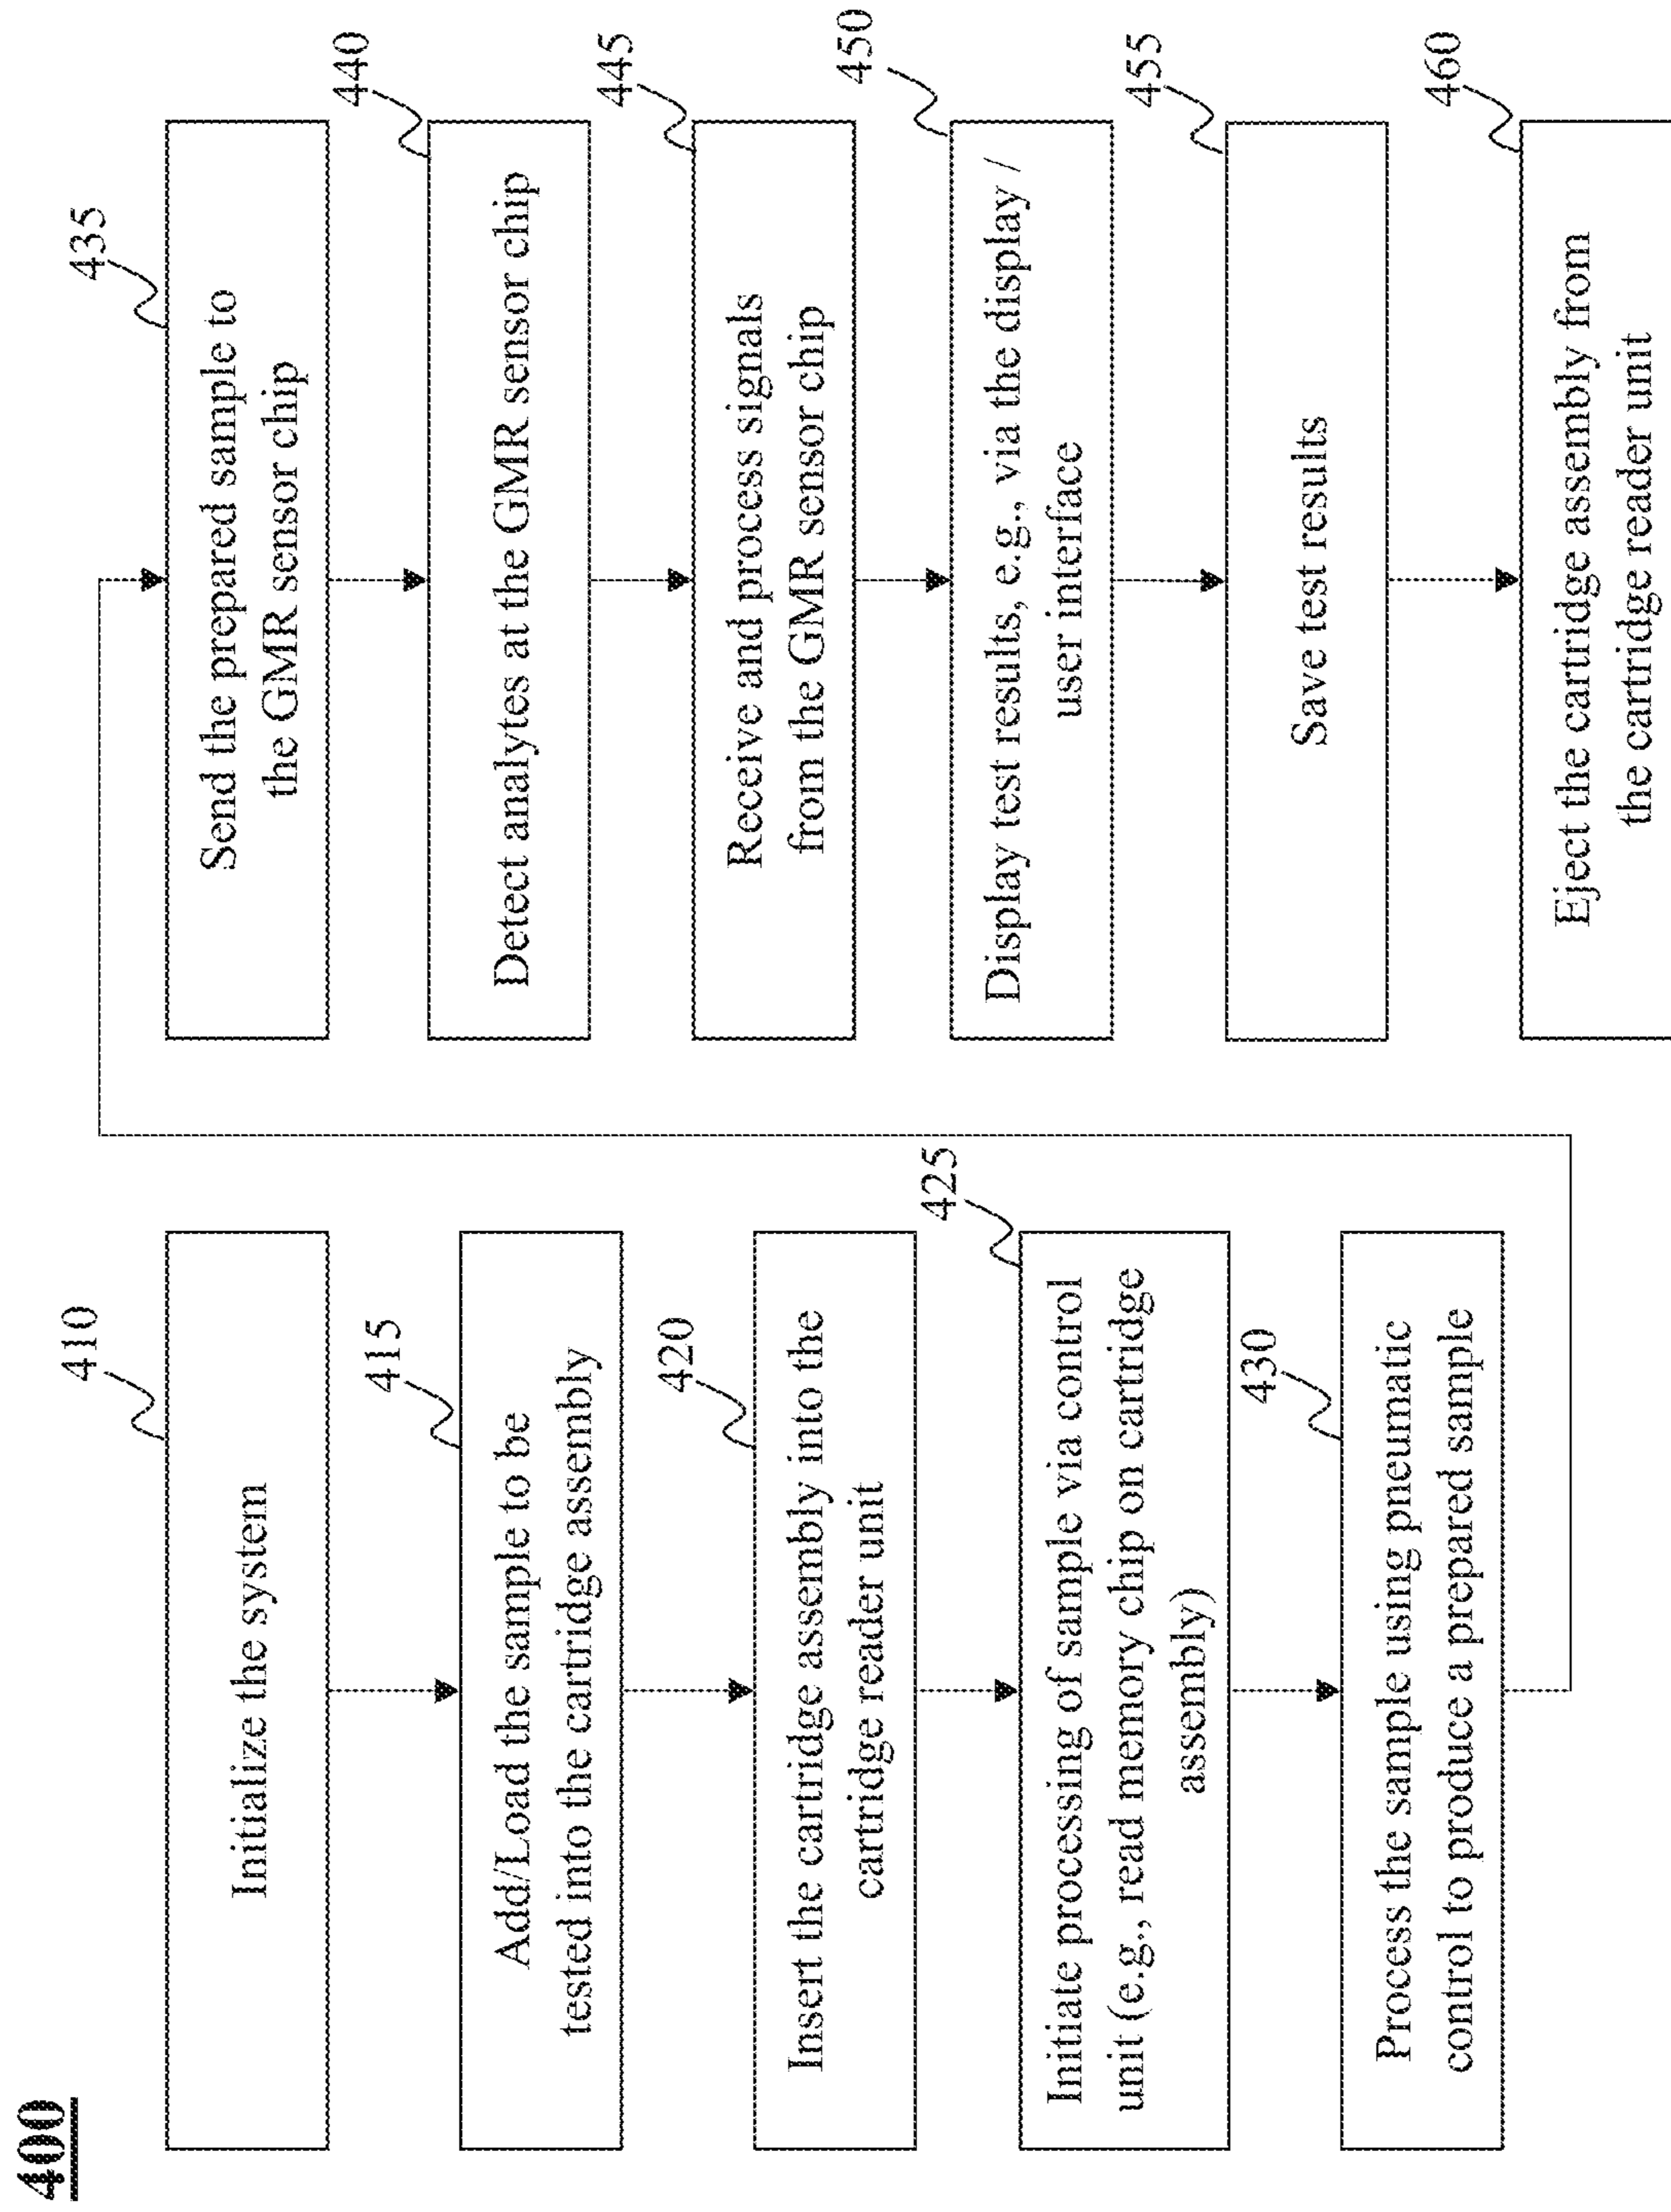 400
410
Initialize the system
415
Add/Load the sample to be
tested into the cartridge assembly
420
Insert the cartridge assembly into the
cartridge reader unit
425
Initiate processing of sample via control
unit (e.g., read memory chip on cartridge
assembly)
430
Process the sample using pneumatic
control to produce a prepared sample
435
Send the prepared sample to
the GMR sensor chip
440
Detect analytes at the GMR sensor chip
445
Receive and process signals
from the GMR sensor chip
450
Display test results, e.g., via the display /
user interface
455
Save test results
460
Eject the cartridge assembly from
the cartridge reader unit